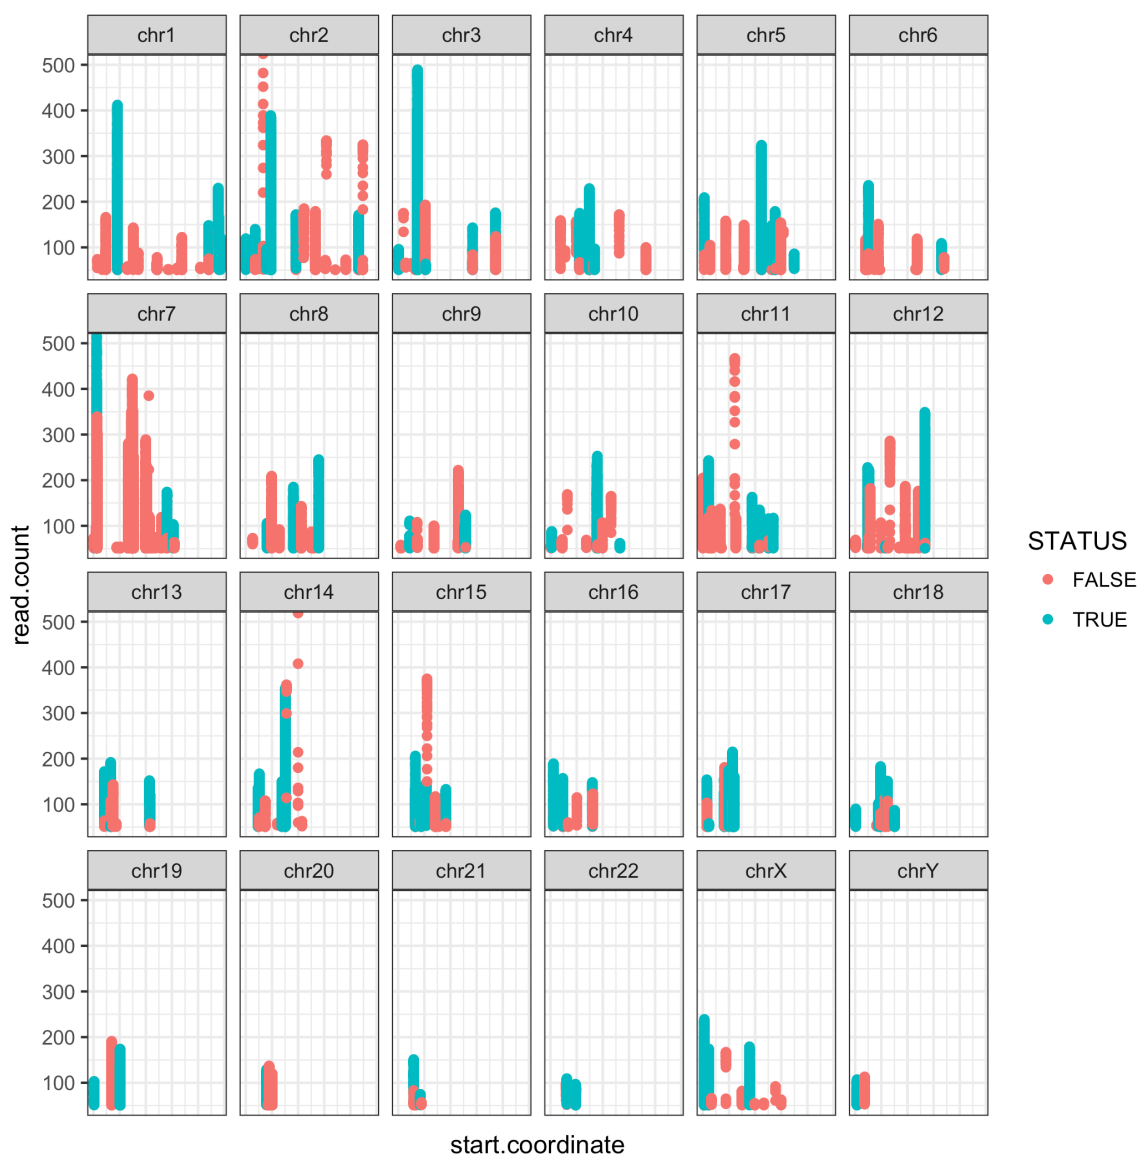 chr1 chr2 chr3 chr4 chr5 chr6
500
400
300
200
100
chr7 chr8 chr9 chr10 chr11 chr12
500
400
300
200
100
chr13 chr14 chr15 chr16 chr17 chr18
500
400
300
200
100
chr19 chr20 chr21 chr22 chrX chrY
500
400
300
200
100
read.count
start.coordinate
STATUS
FALSE
TRUE